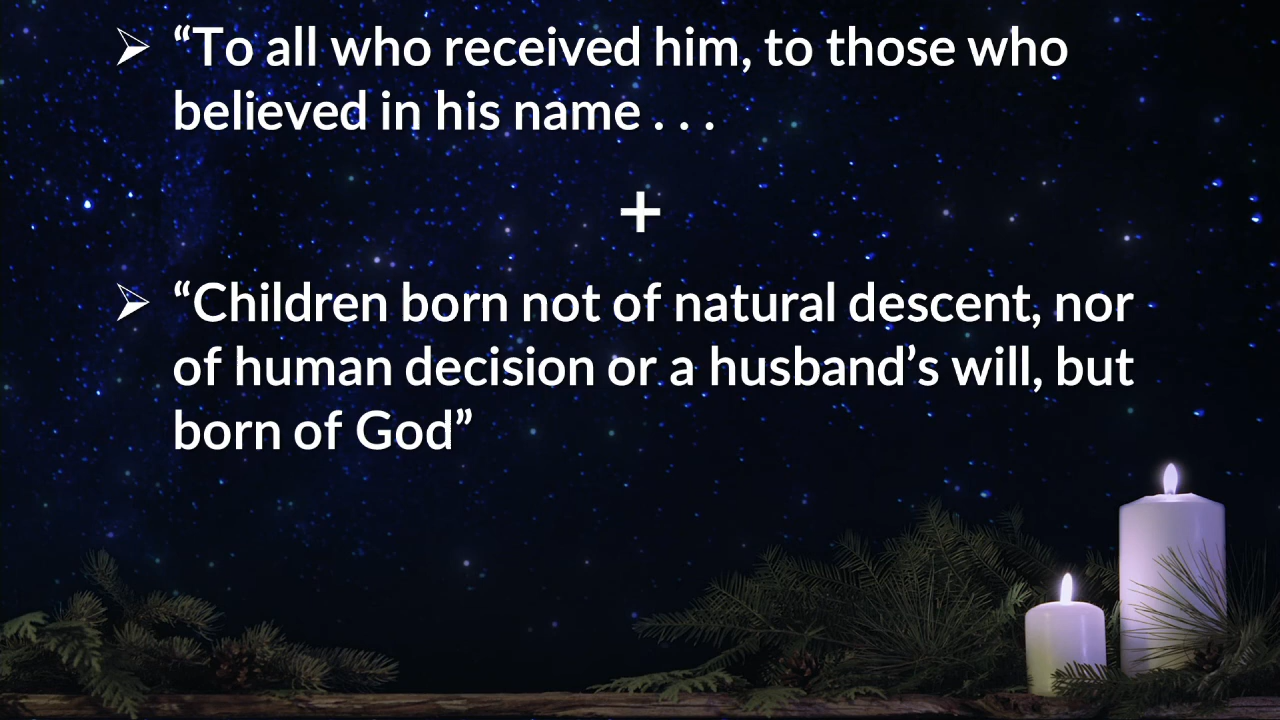 ➢ “To all who received him, to those who
believed in his name . . .
+
➢ “Children born not of natural descent, nor
of human decision or a husband’s will, but
born of God”